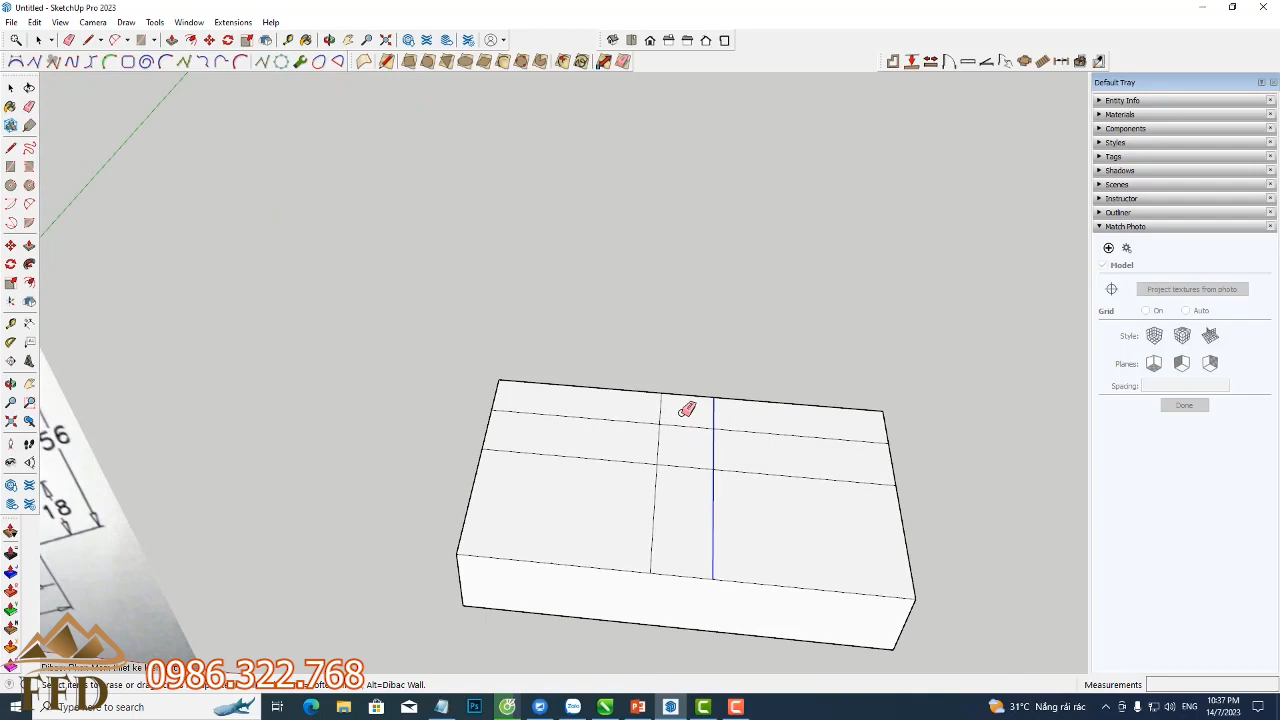 Untitled - SketchUp Pro 2023
File Edit View Camera Draw Tools Window Extensions Help
Default Tray
Entity Info
Materials
Components
Styles
Tags
Shadows
Scenes
Instructor
Outliner
Match Photo
Model
Project textures from photo
Grid On Auto
Style:
Planes:
Spacing:
Done
56
18
0986.322.768
FFD
Alt=Dibac Wall.
Measurements
Type here to search
31°C Nắng rải rác
10:37 PM
14/7/2023